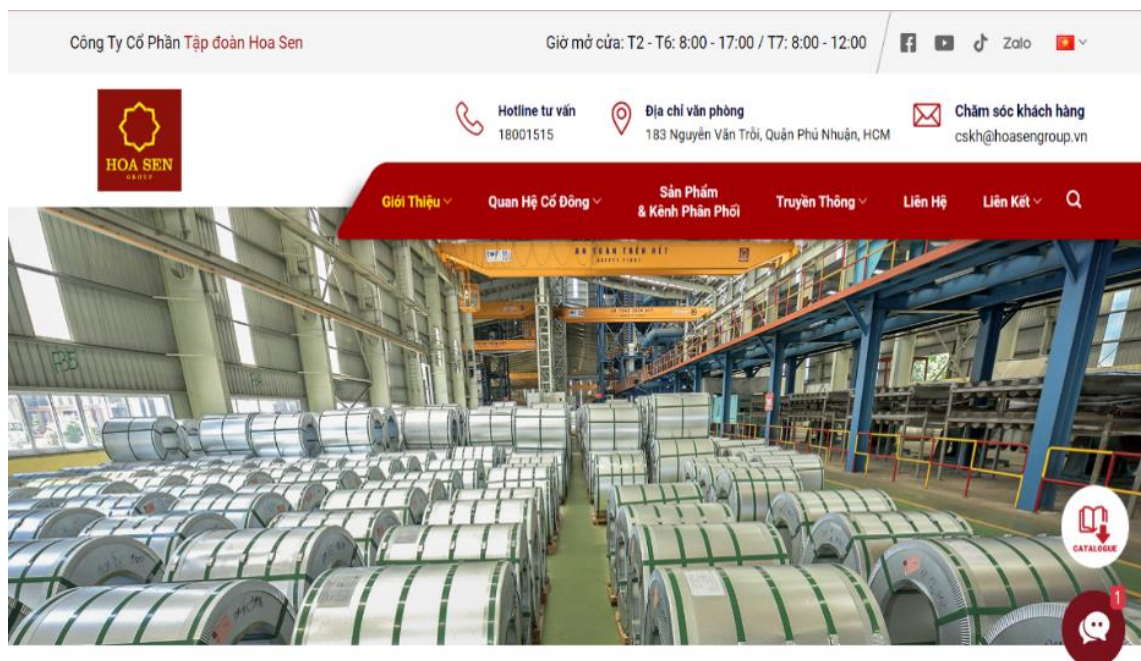 Công Ty Cổ Phần Tập đoàn Hoa Sen
Giờ mở cửa: T2 - T6: 8:00 - 17:00 / T7: 8:00 - 12:00
Zalo
HOA SEN
GROUP
Hotline tư vấn
18001515
Địa chỉ văn phòng
183 Nguyễn Văn Trỗi, Quận Phú Nhuận, HCM
Chăm sóc khách hàng
cskh@hoasengroup.vn
Giới Thiệu
Quan Hệ Cổ Đông
Sản Phẩm
& Kênh Phân Phối
Truyền Thông
Liên Hệ
Liên Kết
AN TOÀN TRÊN HẾT
SAFETY FIRST
CATALOGUE
1